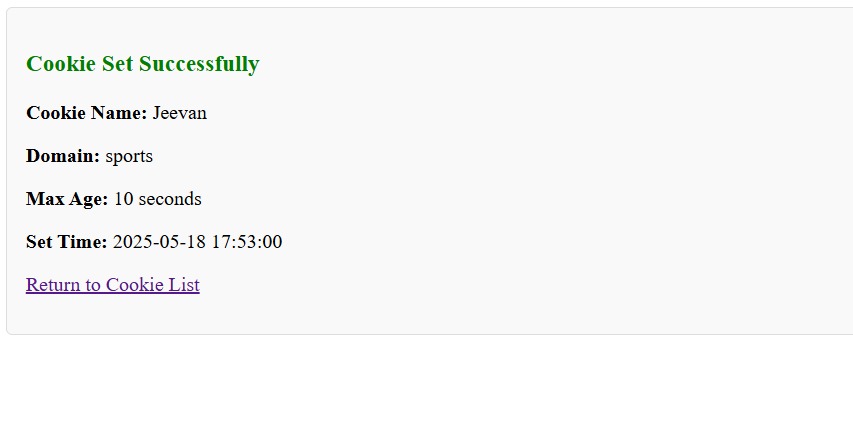 Cookie Set Successfully
Cookie Name: Jeevan
Domain: sports
Max Age: 10 seconds
Set Time: 2025-05-18 17:53:00
Return to Cookie List